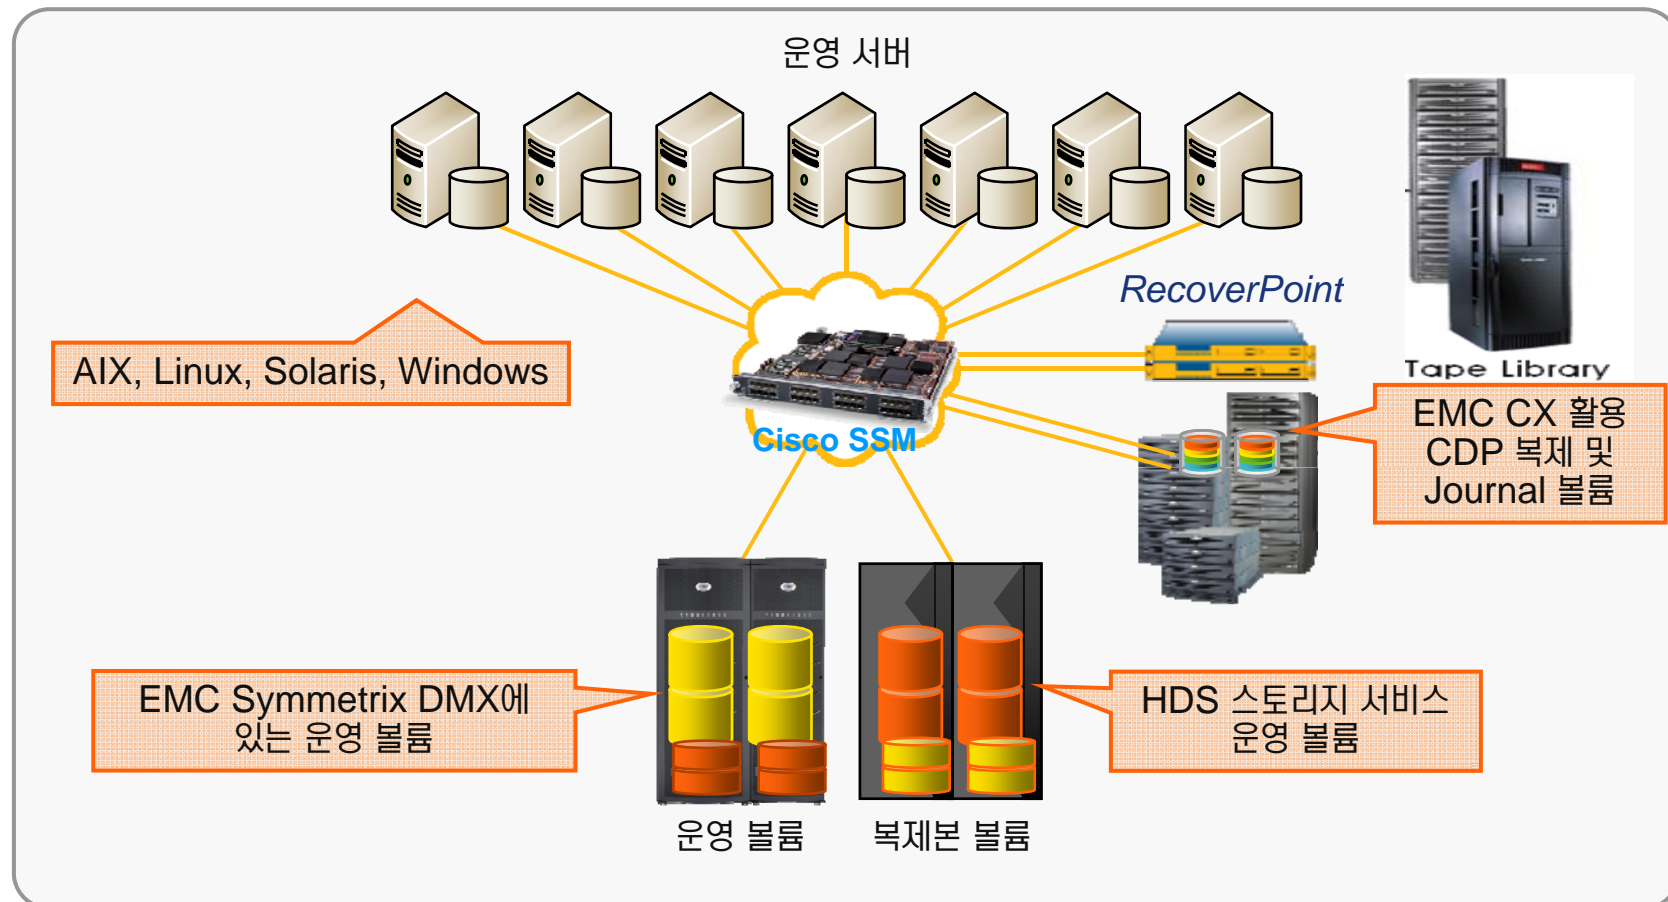 운영 서버
RecoverPoint
Tape Library
AIX, Linux, Solaris, Windows
Cisco SSM
EMC CX 활용
CDP 복제 및
Journal 볼륨
EMC Symmetrix DMX에
있는 운영 볼륨
HDS 스토리지 서비스
운영 볼륨
운영 볼륨
복제본 볼륨